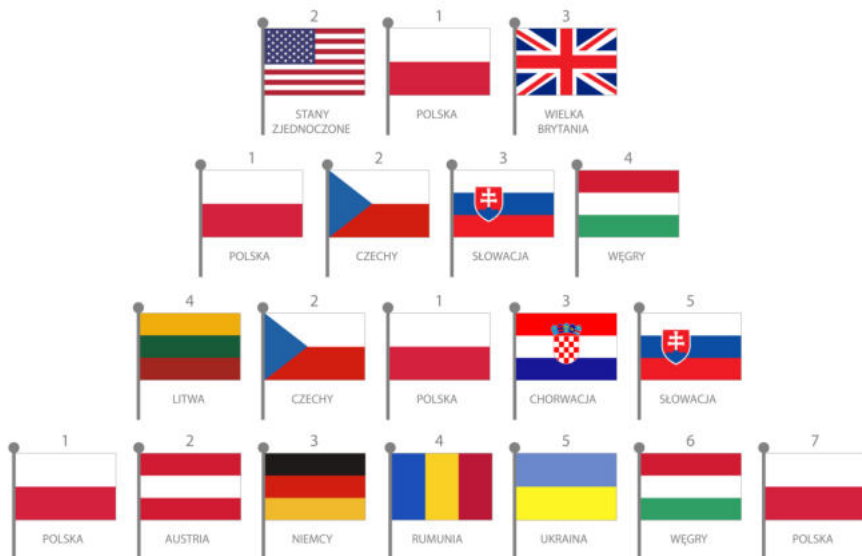 2 1 3
STANY
ZJEDNOCZONE
POLSKA
WIELKA
BRYTANIA
1 2 3 4
POLSKA CZECHY SŁOWACJA WĘGRY
4 2 1 3 5
LITWA CZECHY POLSKA CHORWACJA SŁOWACJA
1 2 3 4 5 6 7
POLSKA AUSTRIA NIEMCY RUMUNIA UKRAINA WĘGRY POLSKA